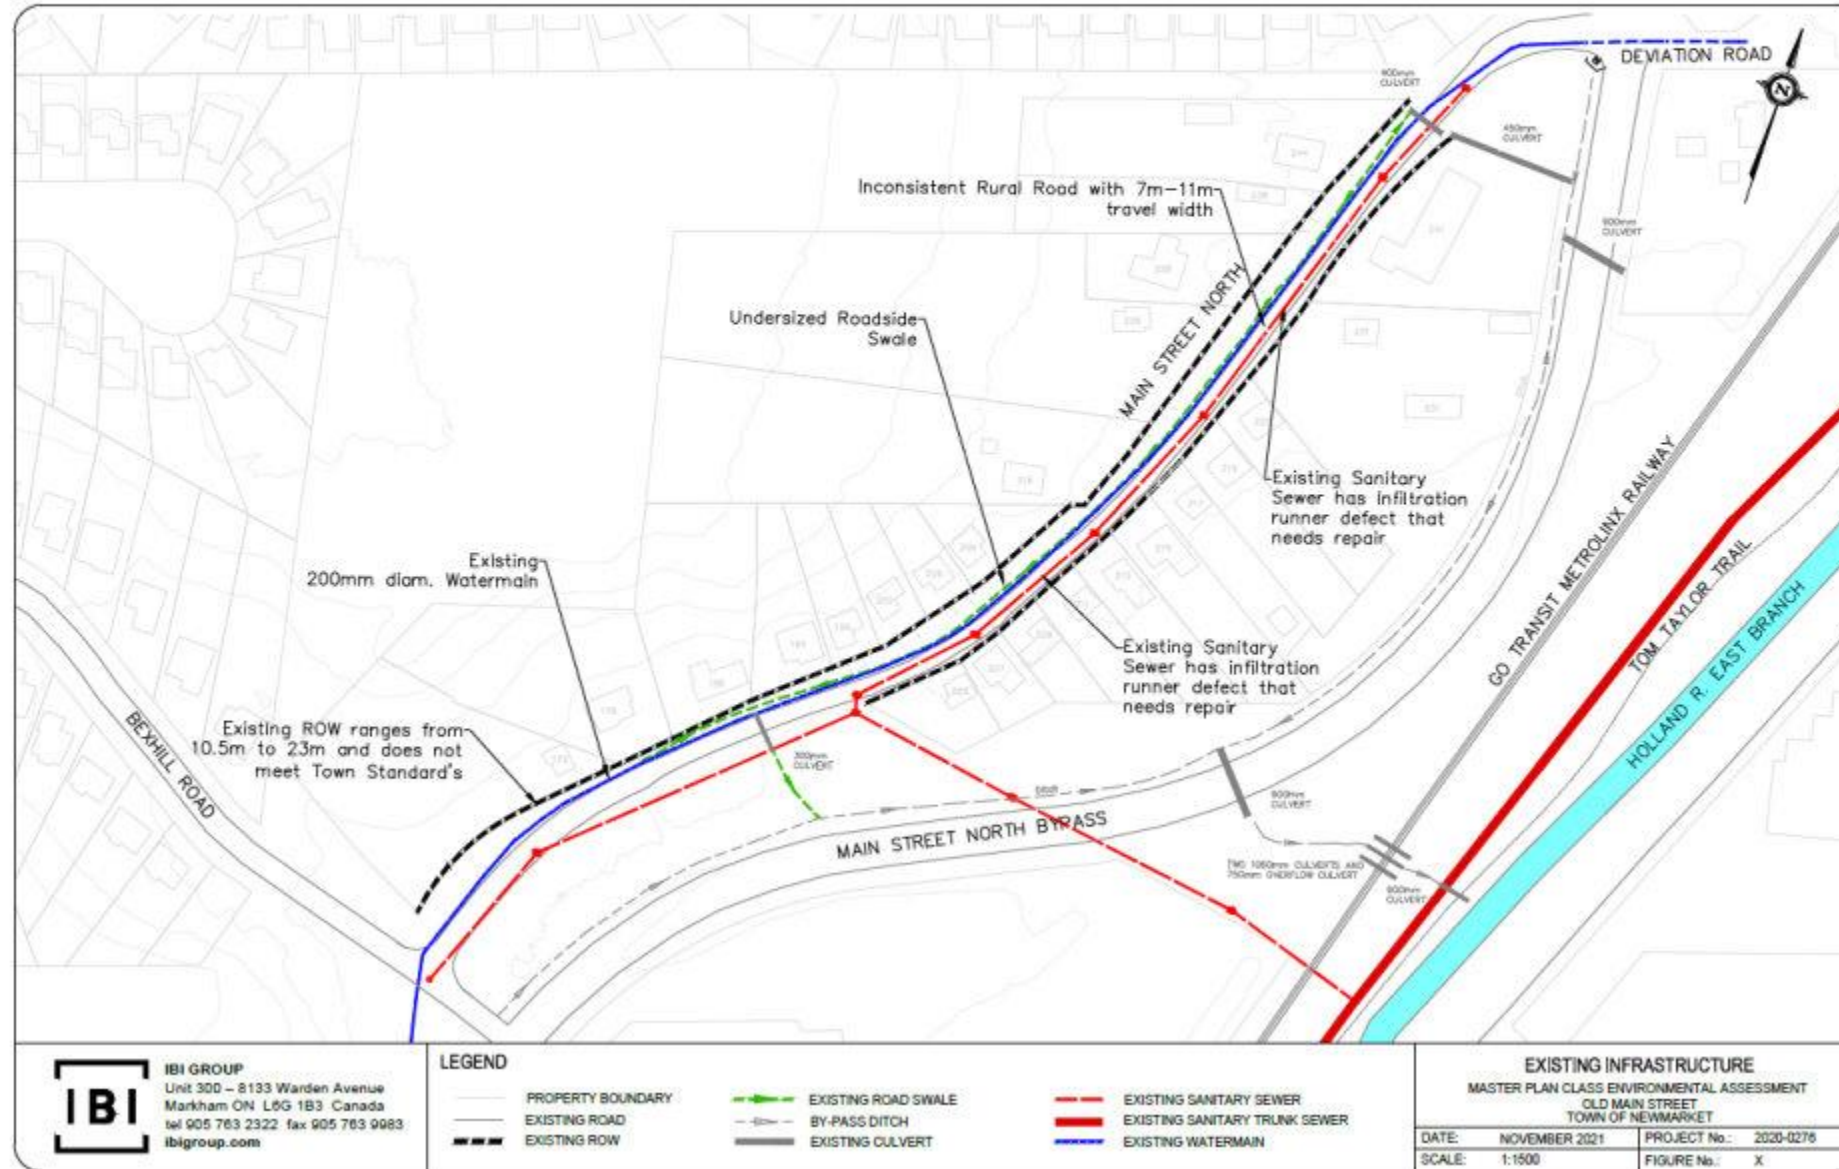 DEVIATION ROAD
N
900mm
CULVERT
450mm
CULVERT
Inconsistent Rural Road with 7m-11m
travel width
900mm
CULVERT
MAIN STREET NORTH
Undersized Roadside
Swale
Existing Sanitary
Sewer has infiltration
runner defect that
needs repair
Existing
200mm diam. Watermain
GO TRANSIT METROLINX RAILWAY
TOM TAYLOR TRAIL
HOLLAND R. EAST BRANCH
Existing Sanitary
Sewer has infiltration
runner defect that
needs repair
Existing ROW ranges from
10.5m to 23m and does not
meet Town Standard's
BEXHILL ROAD
300mm
CULVERT
900mm
CULVERT
MAIN STREET NORTH BYPASS
TWO 1050mm CULVERTS AND
750mm OVERFLOW CULVERT
900mm
CULVERT
IBI
IBI GROUP
Unit 300 – 8133 Warden Avenue
Markham ON L6G 1B3 Canada
tel 905 763 2322 fax 905 763 9983
ibigroup.com
LEGEND
PROPERTY BOUNDARY
EXISTING ROAD
EXISTING ROW
EXISTING ROAD SWALE
BY-PASS DITCH
EXISTING CULVERT
EXISTING SANITARY SEWER
EXISTING SANITARY TRUNK SEWER
EXISTING WATERMAIN
EXISTING INFRASTRUCTURE
MASTER PLAN CLASS ENVIRONMENTAL ASSESSMENT
OLD MAIN STREET
TOWN OF NEWMARKET
DATE: NOVEMBER 2021
PROJECT No.: 2020-0276
SCALE: 1:1500
FIGURE No.: X